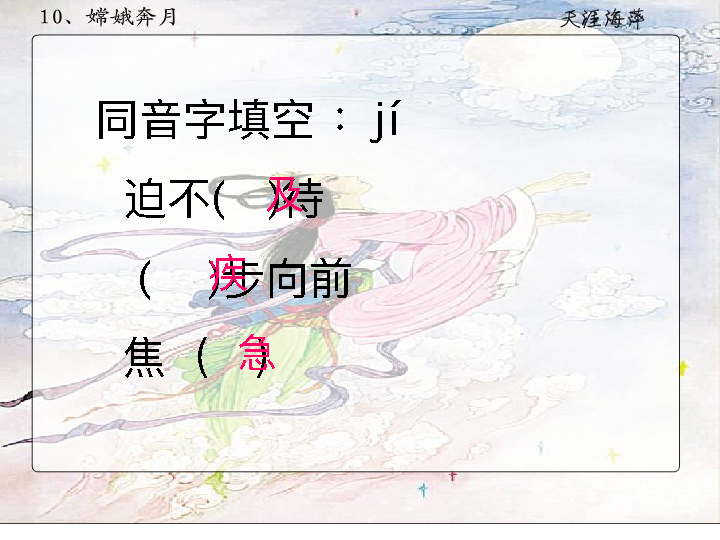 10、嫦娥奔月
天涯海萍
同音字填空：jí
迫不(及)待
(疾)步向前
焦(急)